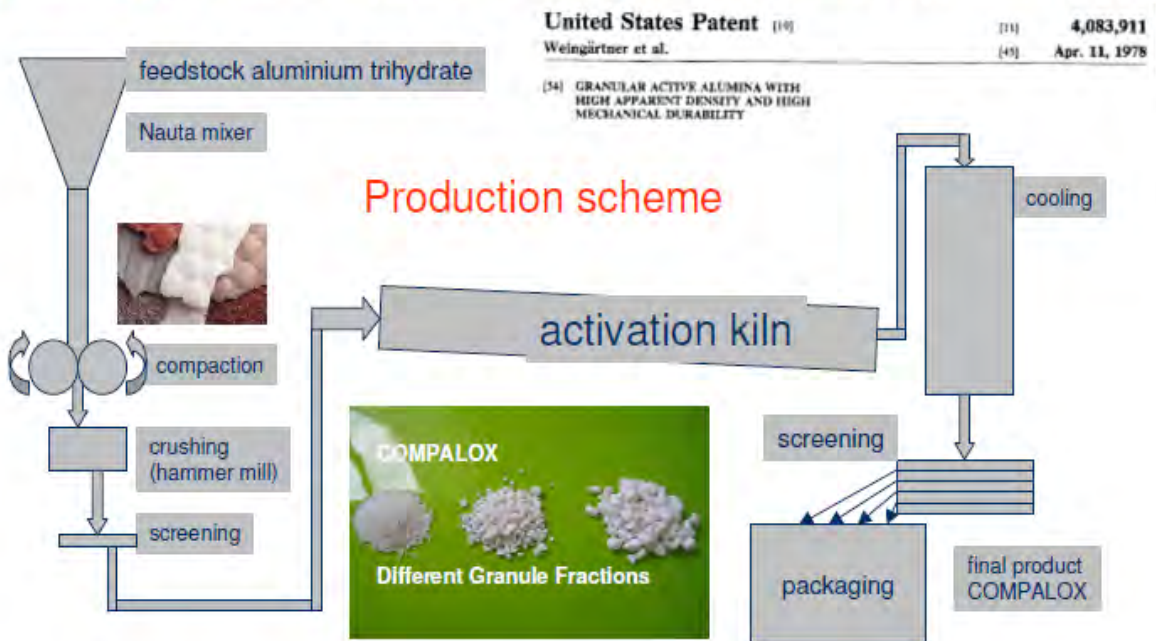 United States Patent [19]
[11] 4,083,911
Weingärtner et al.
[45] Apr. 11, 1978
[54] GRANULAR ACTIVE ALUMINA WITH
HIGH APPARENT DENSITY AND HIGH
MECHANICAL DURABILITY
feedstock aluminium trihydrate
Nauta mixer
Production scheme
cooling
activation kiln
compaction
crushing
(hammer mill)
screening
COMPALOX
Different Granule Fractions
screening
packaging
final product
COMPALOX